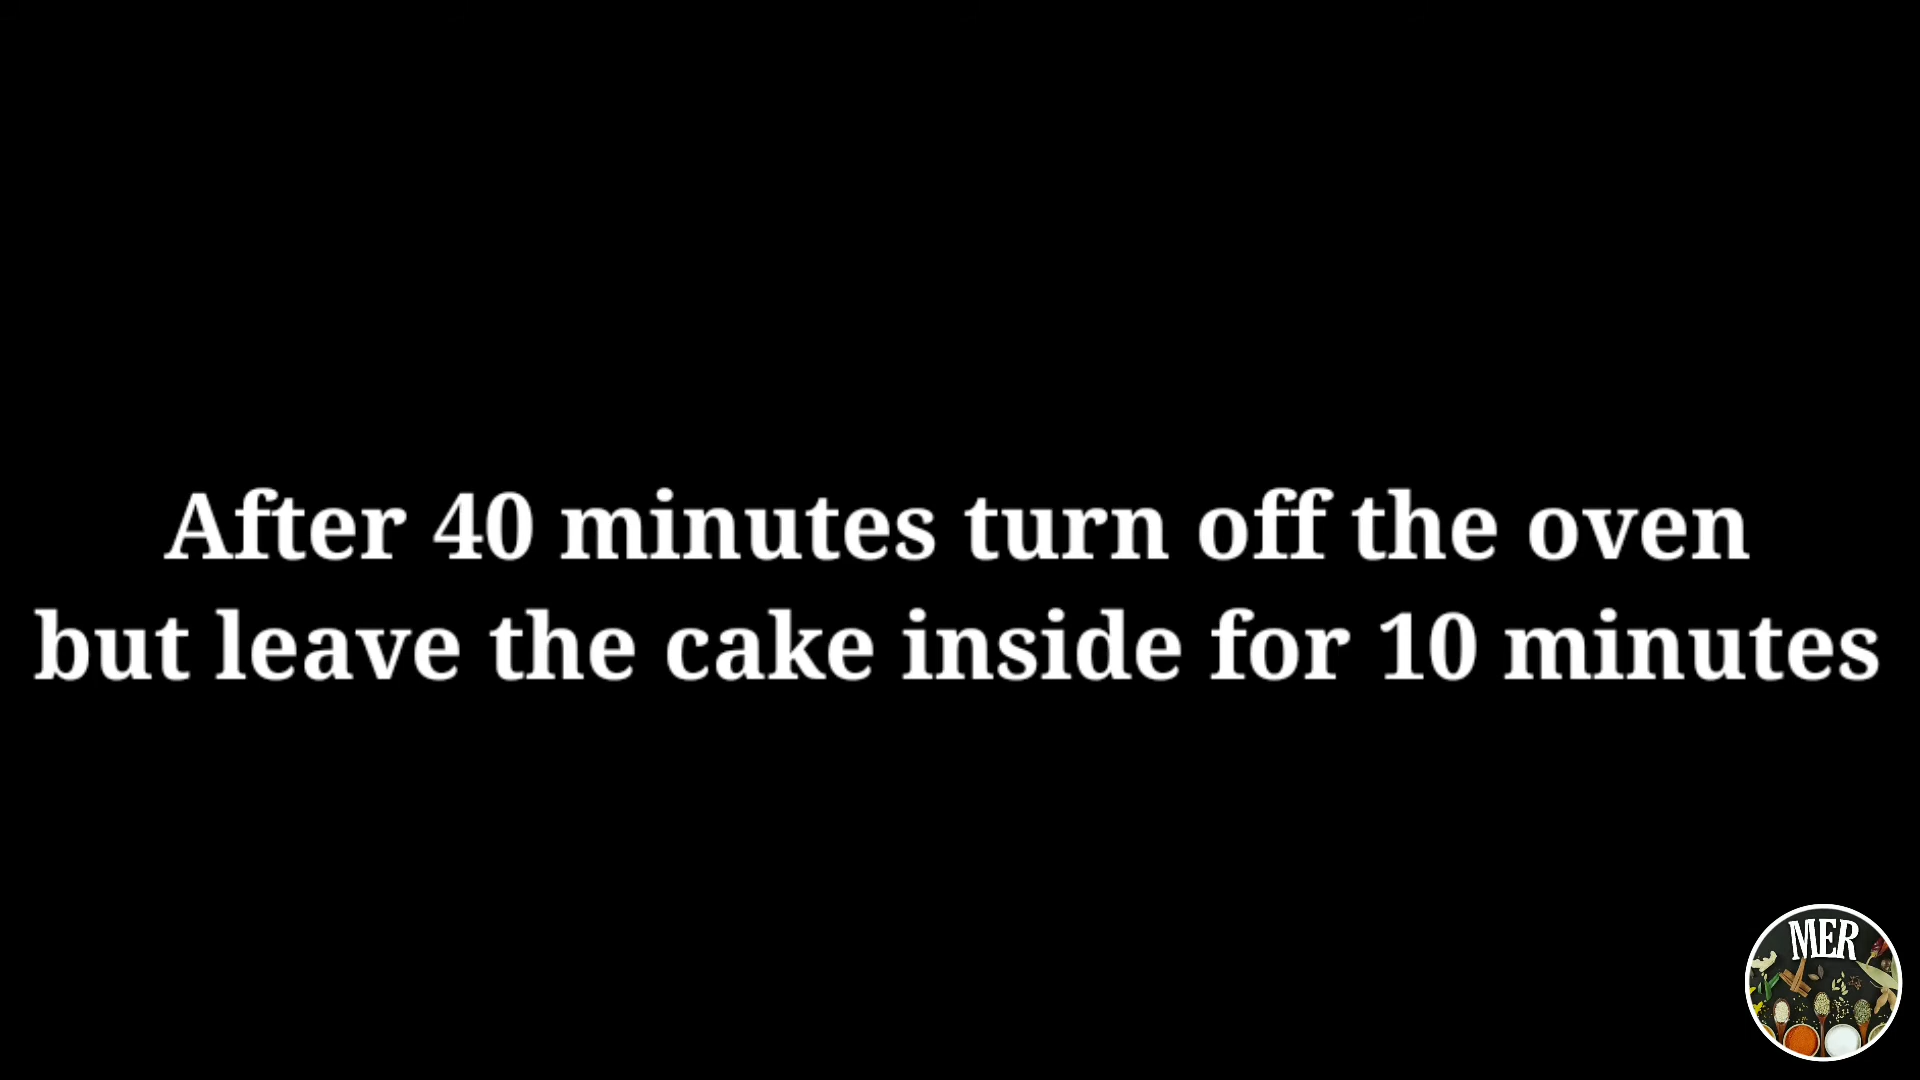 After 40 minutes turn off the oven
but leave the cake inside for 10 minutes
MER